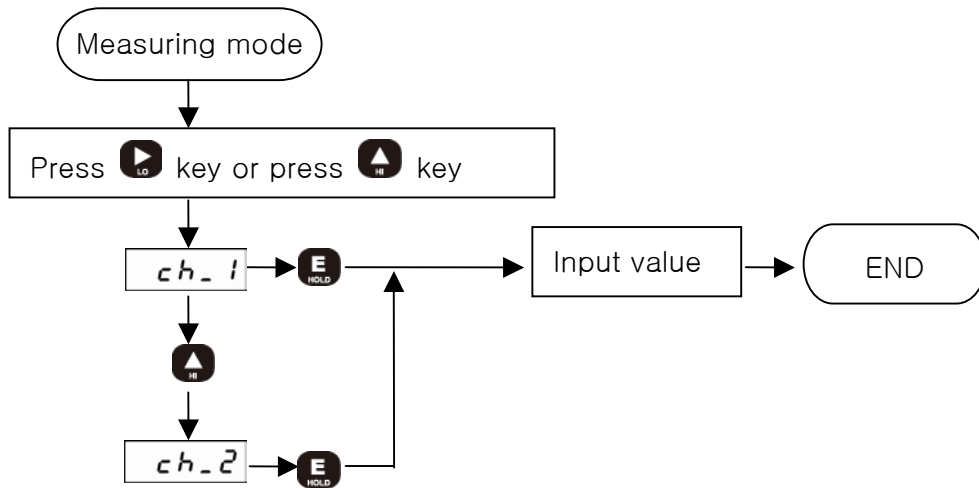 Measuring mode
Press LO key or press HI key
ch_1
E
HOLD
Input value
END
HI
ch_2
E
HOLD